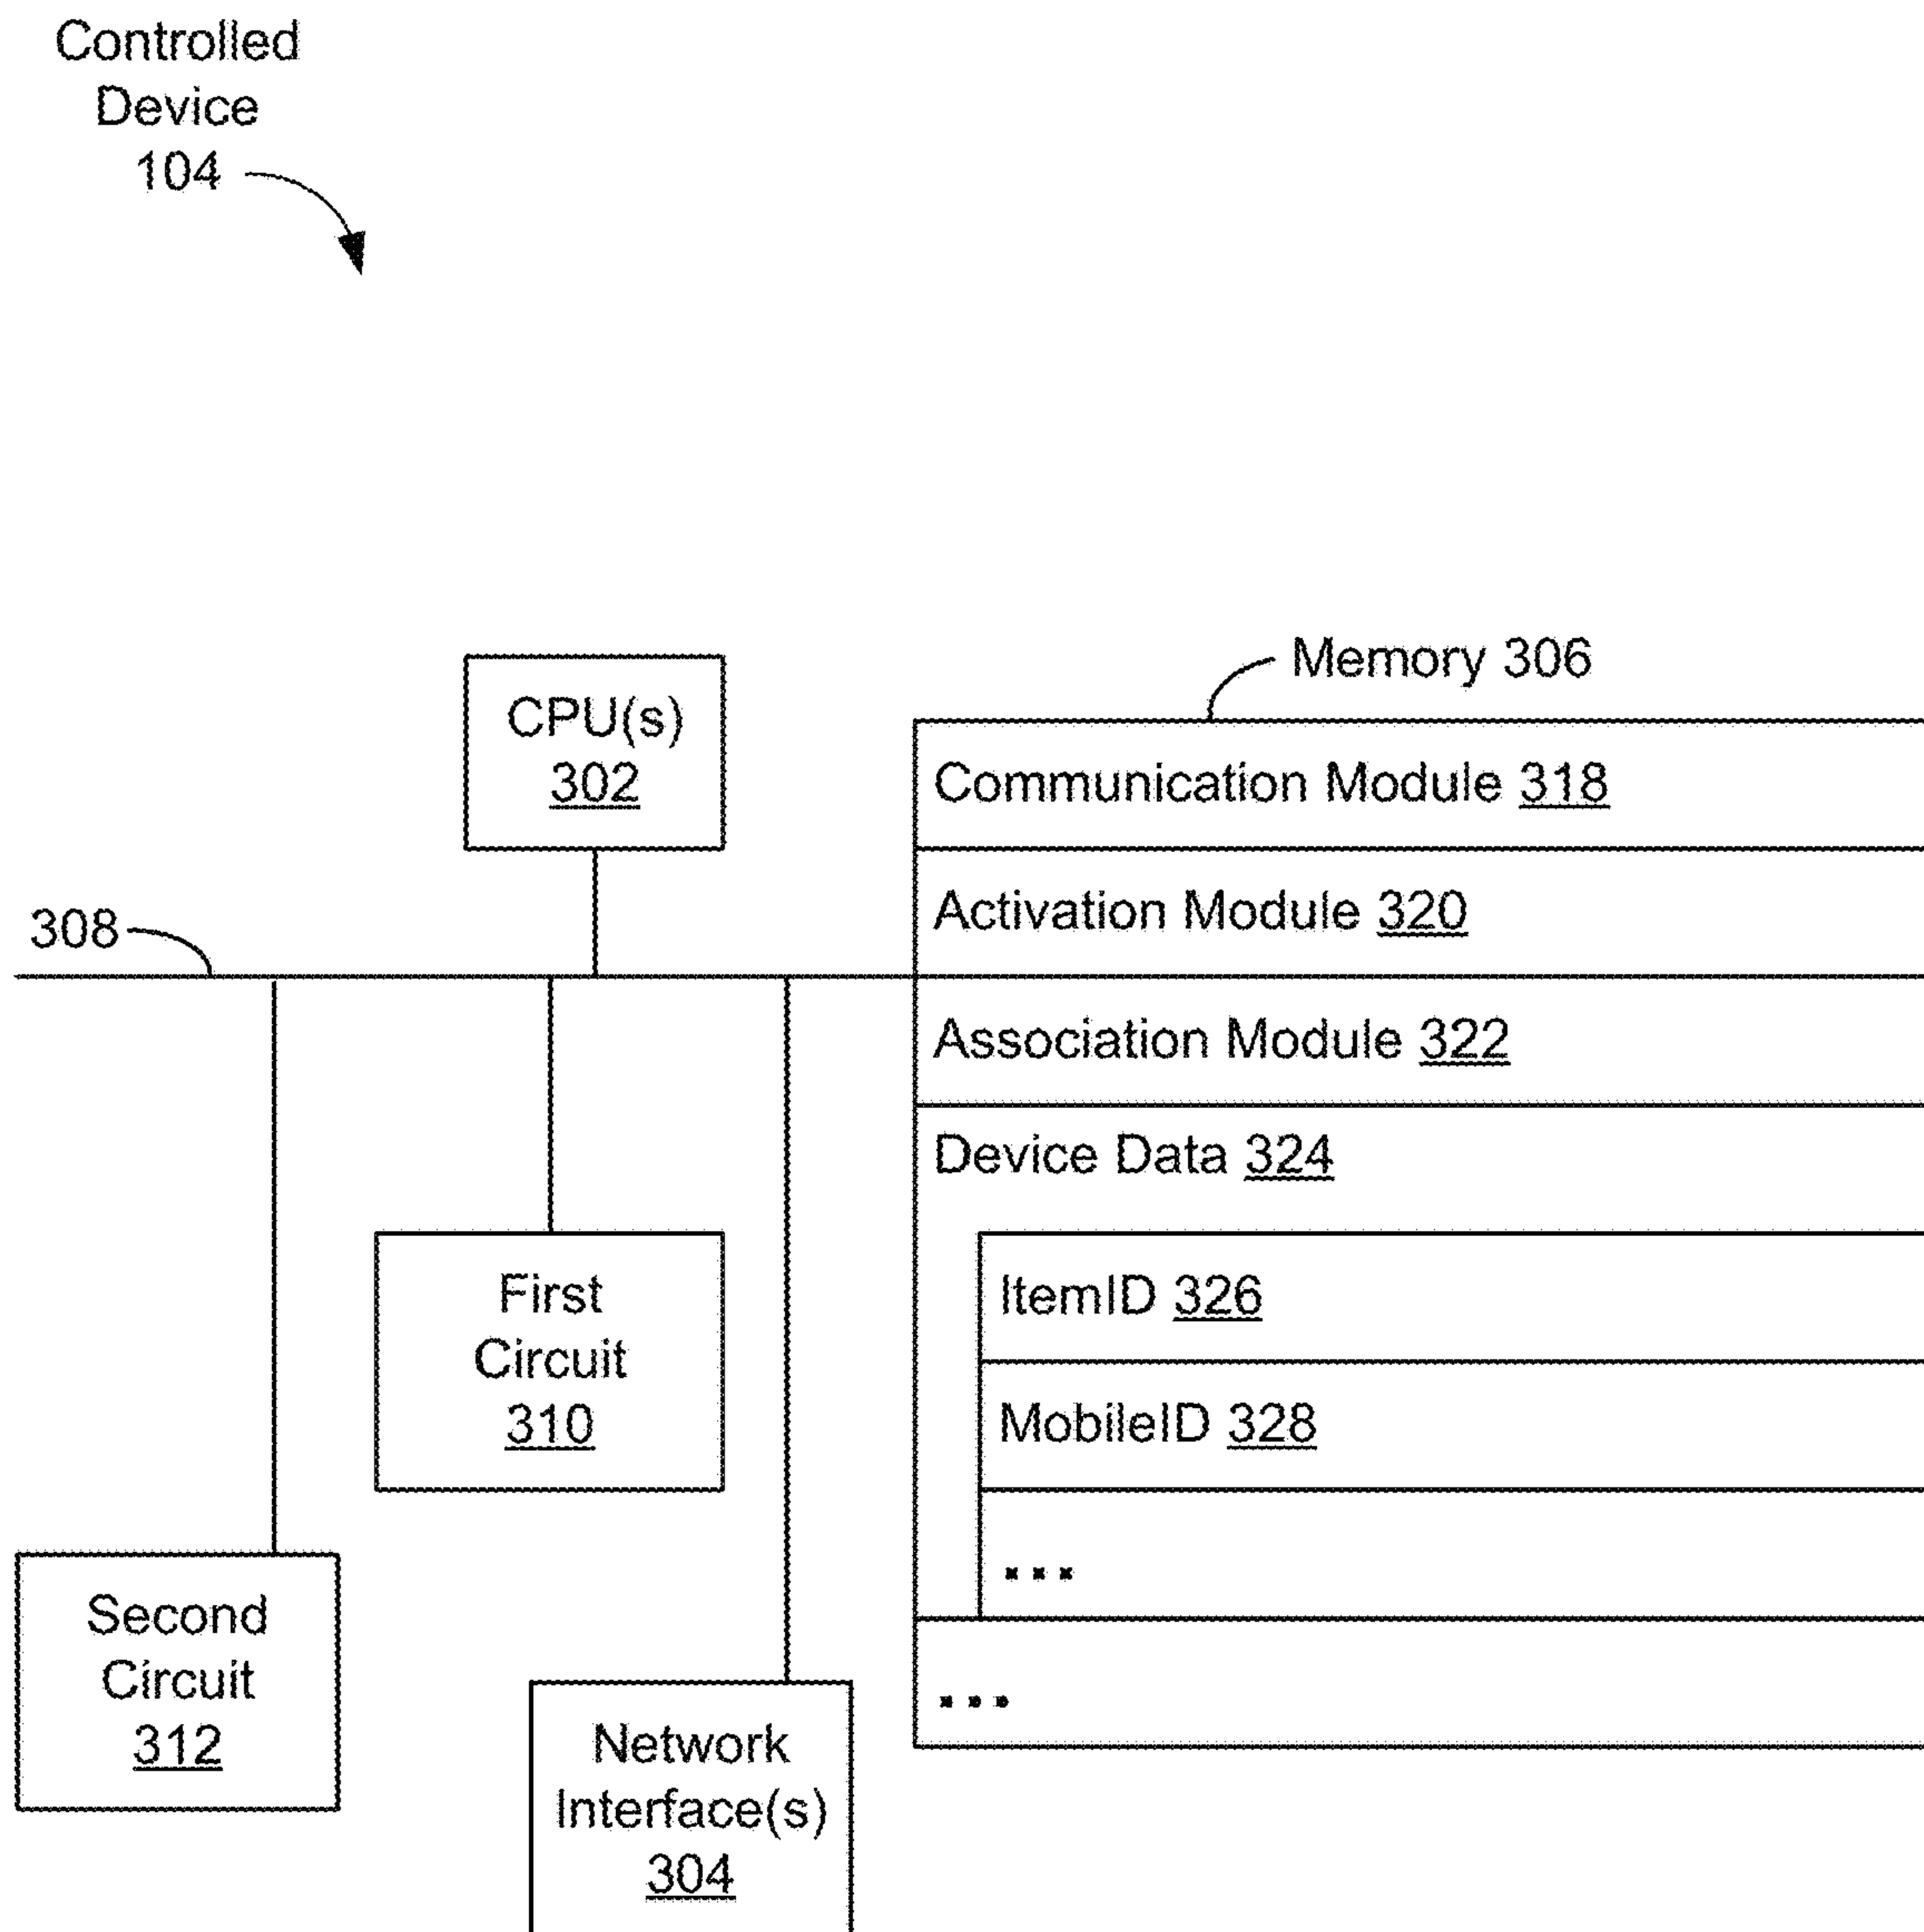 Controlled
Device
104
Memory 306
CPU(s)
302
Communication Module 318
Activation Module 320
308
Association Module 322
Device Data 324
First
Circuit
310
ItemID 326
MobileID 328
...
Second
Circuit
312
...
Network
Interface(s)
304